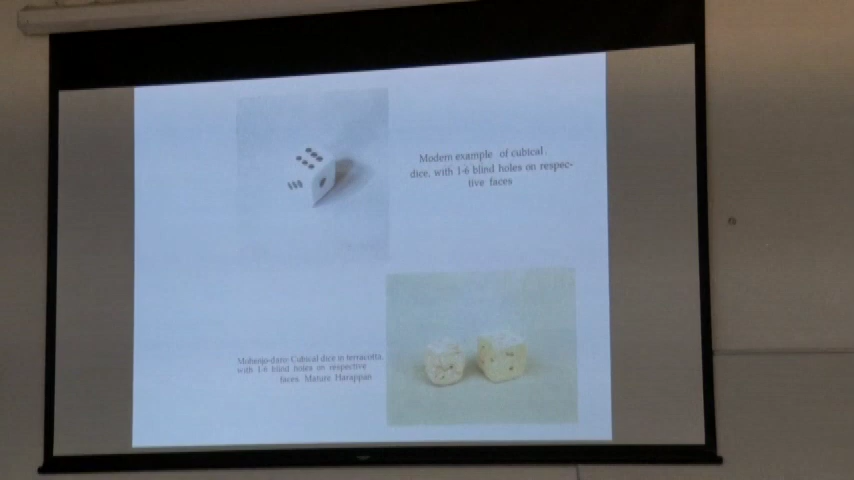 Modern example of cubical
dice, with 1-6 blind holes on respec-
tive faces
Mohenjo-daro: Cubical dice in terracotta,
with 1-6 blind holes on respective
faces. Mature Harappan